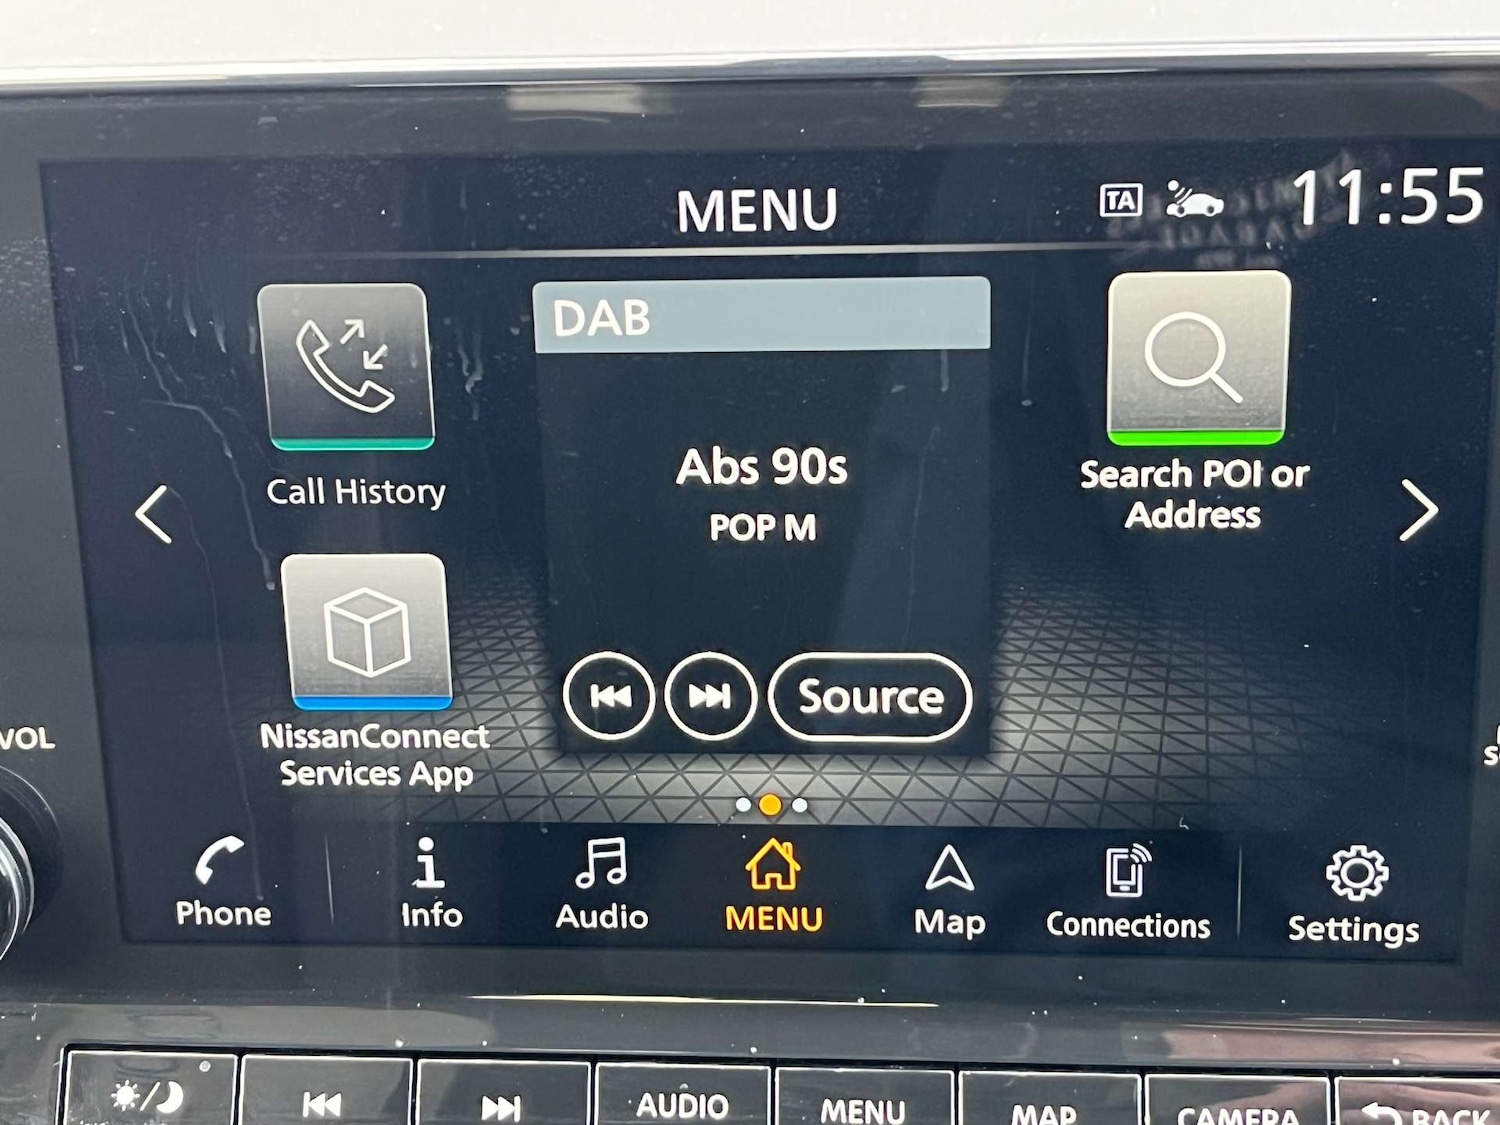 MENU
TA
11:55
DAB
Call History
Abs 90s
POP M
Search POI or
Address
Source
NissanConnect
Services App
VOL
Phone
Info
Audio
MENU
Map
Connections
Settings
AUDIO
MENU
MAP
CAMERA
BACK